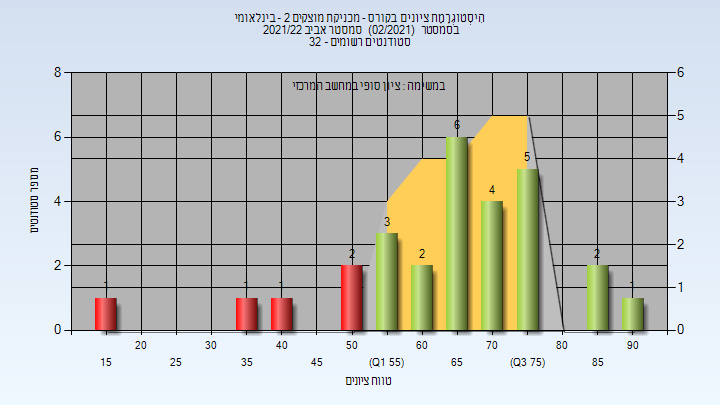 היסטוגרמת ציונים בקורס - מכניקת מוצקים 2 - בינלאומי
בסמסטר (02/2021) סמסטר אביב 2021/22
סטודנטים רשומים - 32
במשימה : ציון סופי במחשב המרכזי
מספר סטודנטים
8
6
4
2
0
6
5
4
3
2
1
0
1
1
1
2
3
2
6
4
5
2
1
20 30 40 50 60 70 80 90
15 25 35 45 (Q1 55) 65 (Q3 75) 85
טווח ציונים